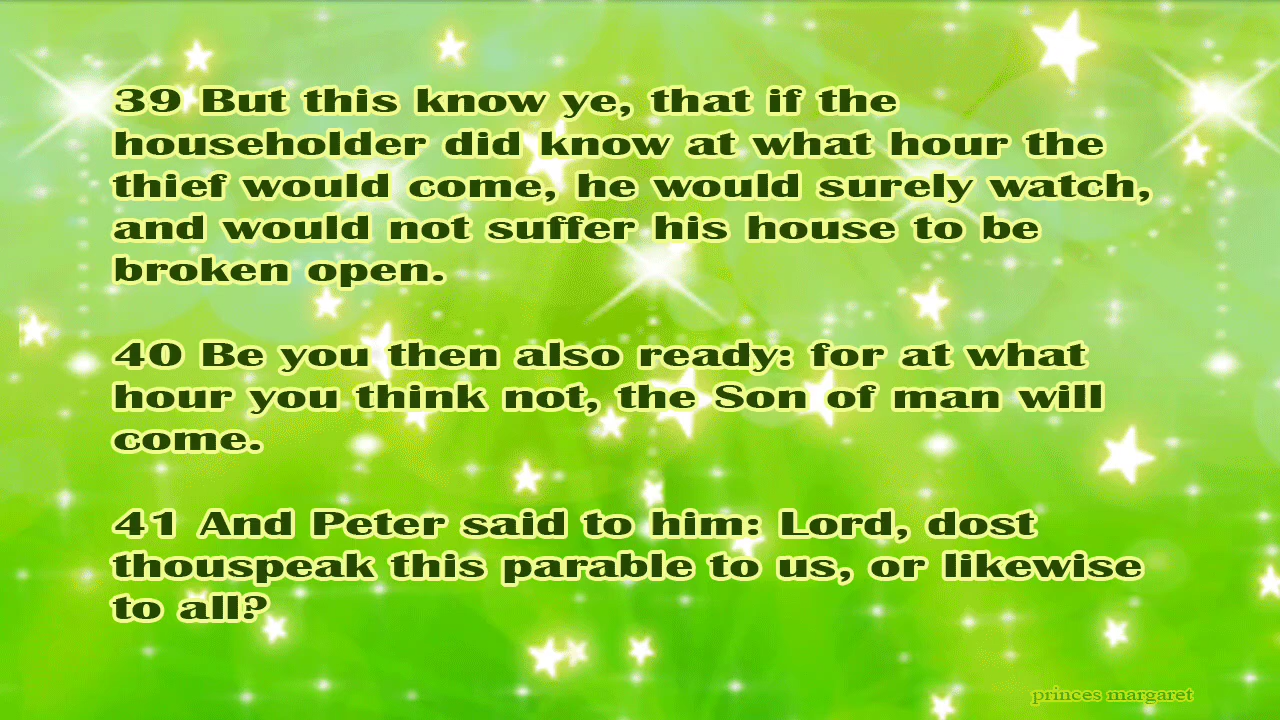 39 But this know ye, that if the
householder did know at what hour the
thief would come, he would surely watch,
and would not suffer his house to be
broken open.
40 Be you then also ready: for at what
hour you think not, the Son of man will
come.
41 And Peter said to him: Lord, dost
thouspeak this parable to us, or likewise
to all?
princes margaret